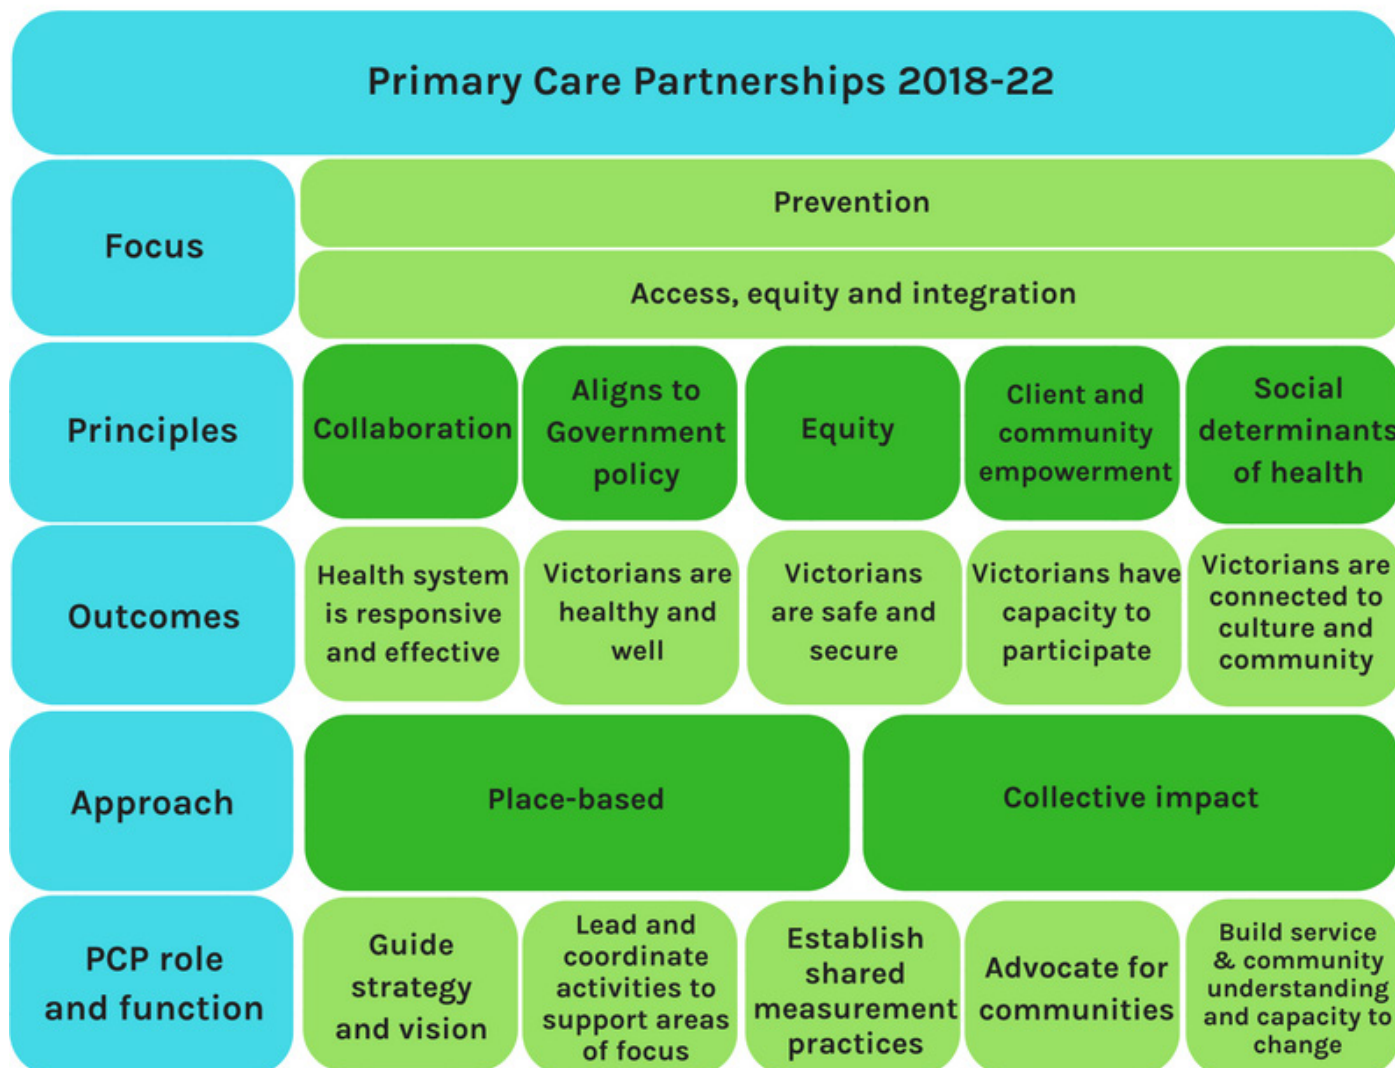 Primary Care Partnerships 2018-22
Focus
Prevention
Access, equity and integration
Principles
Collaboration
Aligns to
Government
policy
Equity
Client and
community
empowerment
Social
determinants
of health
Outcomes
Health system
is responsive
and effective
Victorians are
healthy and
well
Victorians
are safe and
secure
Victorians have
capacity to
participate
Victorians are
connected to
culture and
community
Approach
Place-based
Collective impact
PCP role
and function
Guide
strategy
and vision
Lead and
coordinate
activities to
support areas
of focus
Establish
shared
measurement
practices
Advocate for
communities
Build service
& community
understanding
and capacity to
change